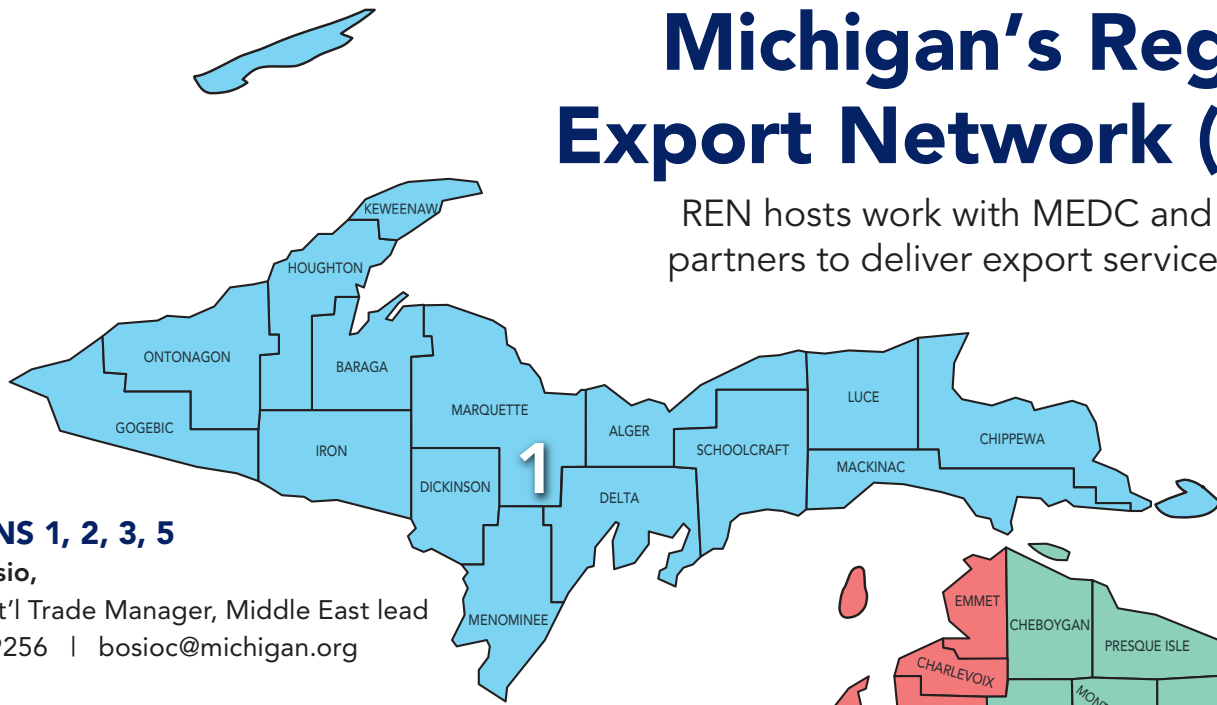 Michigan's Reg
Export Network (
REN hosts work with MEDC and
partners to deliver export service
KEWEENAW
HOUGHTON
ONTONAGON
BARAGA
GOGEBIC
IRON
MARQUETTE
DICKINSON
1
ALGER
DELTA
SCHOOLCRAFT
LUCE
MACKINAC
CHIPPEWA
MENOMINEE
NS 1, 2, 3, 5
sio,
t'l Trade Manager, Middle East lead
9256 | bosioc@michigan.org
EMMET
CHEBOYGAN
PRESQUE ISLE
CHARLEVOIX
MONT